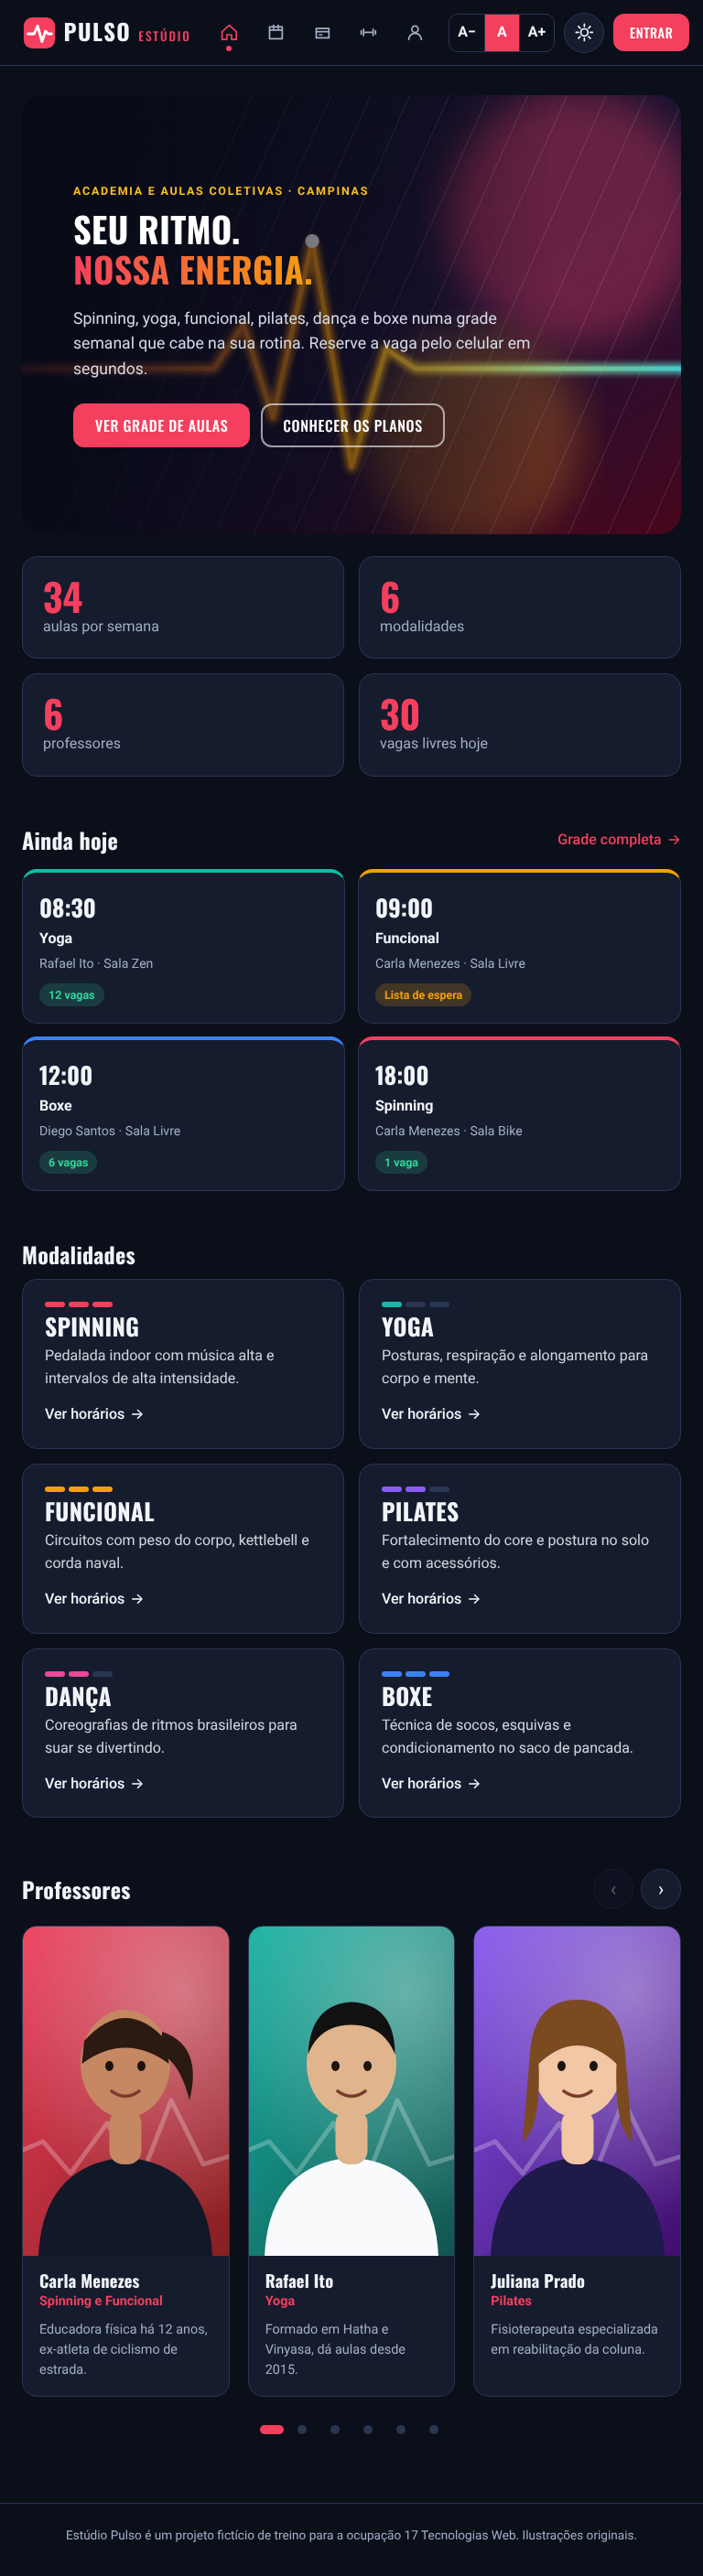 PULSO ESTÚDIO
A− A A+
ENTRAR
ACADEMIA E AULAS COLETIVAS · CAMPINAS
SEU RITMO.
NOSSA ENERGIA.
Spinning, yoga, funcional, pilates, dança e boxe numa grade
semanal que cabe na sua rotina. Reserve a vaga pelo celular em
segundos.
VER GRADE DE AULAS
CONHECER OS PLANOS
34
aulas por semana
6
modalidades
6
professores
30
vagas livres hoje
Ainda hoje
Grade completa →
08:30
Yoga
Rafael Ito · Sala Zen
12 vagas
09:00
Funcional
Carla Menezes · Sala Livre
Lista de espera
12:00
Boxe
Diego Santos · Sala Livre
6 vagas
18:00
Spinning
Carla Menezes · Sala Bike
1 vaga
Modalidades
SPINNING
Pedalada indoor com música alta e
intervalos de alta intensidade.
Ver horários →
YOGA
Posturas, respiração e alongamento para
corpo e mente.
Ver horários →
FUNCIONAL
Circuitos com peso do corpo, kettlebell e
corda naval.
Ver horários →
PILATES
Fortalecimento do core e postura no solo
e com acessórios.
Ver horários →
DANÇA
Coreografias de ritmos brasileiros para
suar se divertindo.
Ver horários →
BOXE
Técnica de socos, esquivas e
condicionamento no saco de pancada.
Ver horários →
Professores
‹ ›
Carla Menezes
Spinning e Funcional
Educadora física há 12 anos,
ex-atleta de ciclismo de
estrada.
Rafael Ito
Yoga
Formado em Hatha e
Vinyasa, dá aulas desde
2015.
Juliana Prado
Pilates
Fisioterapeuta especializada
em reabilitação da coluna.
Estúdio Pulso é um projeto fictício de treino para a ocupação 17 Tecnologias Web. Ilustrações originais.